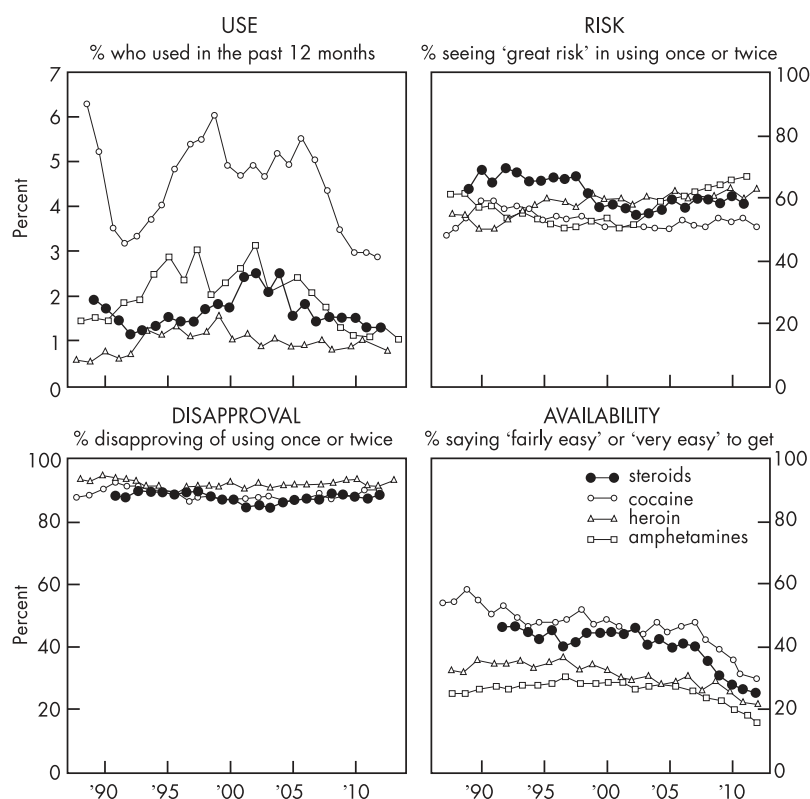 USE
% who used in the past 12 months
RISK
% seeing ‘great risk’ in using once or twice
7
6
5
4
3
2
1
0
Percent
100
80
60
40
20
0
DISAPPROVAL
% disapproving of using once or twice
AVAILABILITY
% saying ‘fairly easy’ or ‘very easy’ to get
100
80
60
40
20
0
Percent
steroids
cocaine
heroin
amphetamines
100
80
60
40
20
0
’90 ’95 ’00 ’05 ’10
’90 ’95 ’00 ’05 ’10